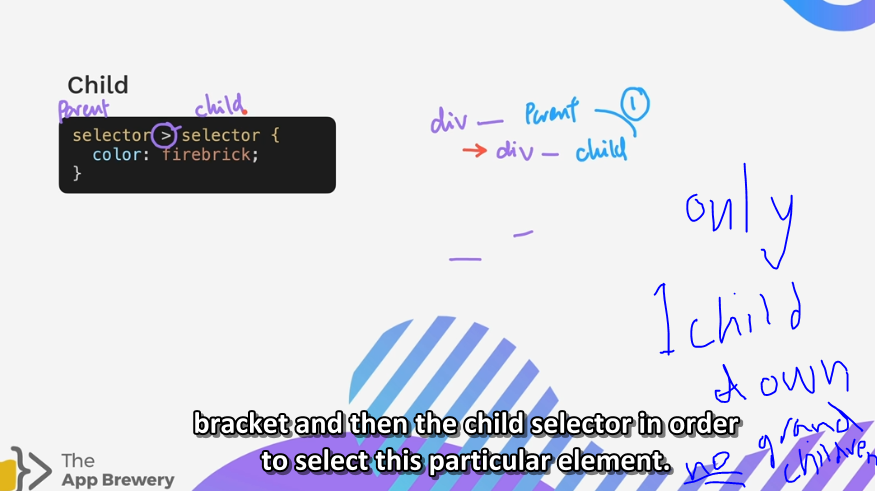 Child
Parent child.
selector > selector {
color: firebrick;
}
div — Parent 1
→ div — child
only
1 child
down
no grand
children
bracket and then the child selector in order
to select this particular element.
The
App Brewery